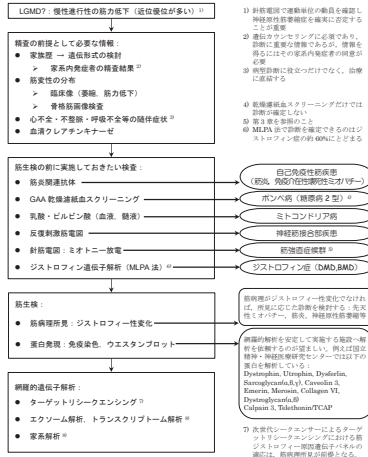 LGMD?：慢性進行性の筋力低下（近位優位が多い）1)
精査の前提として必要な情報：
● 家族歴 → 遺伝形式の検討
➢ 家系内発症者の精査結果 2)
● 筋変性の分布
➢ 臨床像（萎縮、筋力低下）
➢ 骨格筋画像検査
● 心不全・不整脈・呼吸不全等の随伴症状 3)
● 血清クレアチンキナーゼ
筋生検の前に実施しておきたい検査：
● 筋炎関連抗体
● GAA 乾燥濾紙血スクリーニング
● 乳酸・ピルビン酸（血液、髄液）
● 反復刺激筋電図
● 針筋電図：ミオトニー放電
● ジストロフィン遺伝子解析（MLPA 法）6)
自己免疫性筋疾患
（筋炎、免疫介在性壊死性ミオパチー）
ポンペ病（糖原病 2 型）4)
ミトコンドリア病
神経筋接合部疾患
筋強直症候群 5)
ジストロフィン症（DMD,BMD）
筋生検：
● 筋病理所見：ジストロフィー性変化
● 蛋白発現：免疫染色、ウエスタンブロット
網羅的遺伝子解析：
● ターゲットリシークエンシング 7)
● エクソーム解析、トランスクリプトーム解析 8)
● 家系解析 9)
1) 針筋電図で運動単位の動員を確認し
神経原性筋萎縮症を確実に否定する
ことが重要
2) 遺伝カウンセリングに必須であり、
診断に重要な情報であるが、情報を
得るにはその家系内発症者の同意が
必要
3) 病型診断に役立つだけでなく、治療
に直結する
4) 乾燥濾紙血スクリーニングだけでは
診断が確定しない
5) 第 3 章を参照のこと
6) MLPA 法で診断を確定できるのはジ
ストロフィン症の約 60%にとどまる
筋病理がジストロフィー性変化でなけれ
ば、所見に応じた診断を検討する：先天
性ミオパチー、筋炎、神経原性筋萎縮等
網羅的解析を安定して実施する施設へ解
析を依頼するのが望ましい、例えば国立
精神・神経医療研究センターでは以下の
蛋白を解析している：
Dystrophin, Utrophin, Dysferlin,
Sarcoglycan(α,β,γ), Caveolin 3,
Emerin, Merosin, Collagen VI,
Dystroglycan(α,β)
Calpain 3, Telethonin/TCAP
7) 次世代シークエンサーによるターゲ
ットリシークエンシングにおける筋
ジストロフィー原因遺伝子パネルの
適応は、筋病理所見が前提となる。